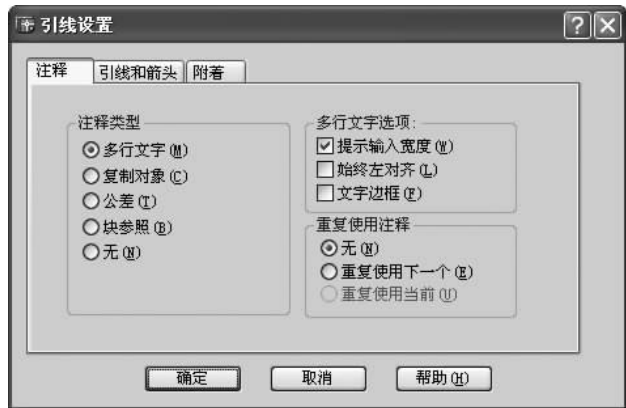 引线设置
注释 引线和箭头 附着
注释类型
多行文字(M)
复制对象(C)
公差(T)
块参照(B)
无(N)
多行文字选项:
提示输入宽度(W)
始终左对齐(L)
文字边框(F)
重复使用注释
无(N)
重复使用下一个(E)
重复使用当前(U)
确定 取消 帮助(H)